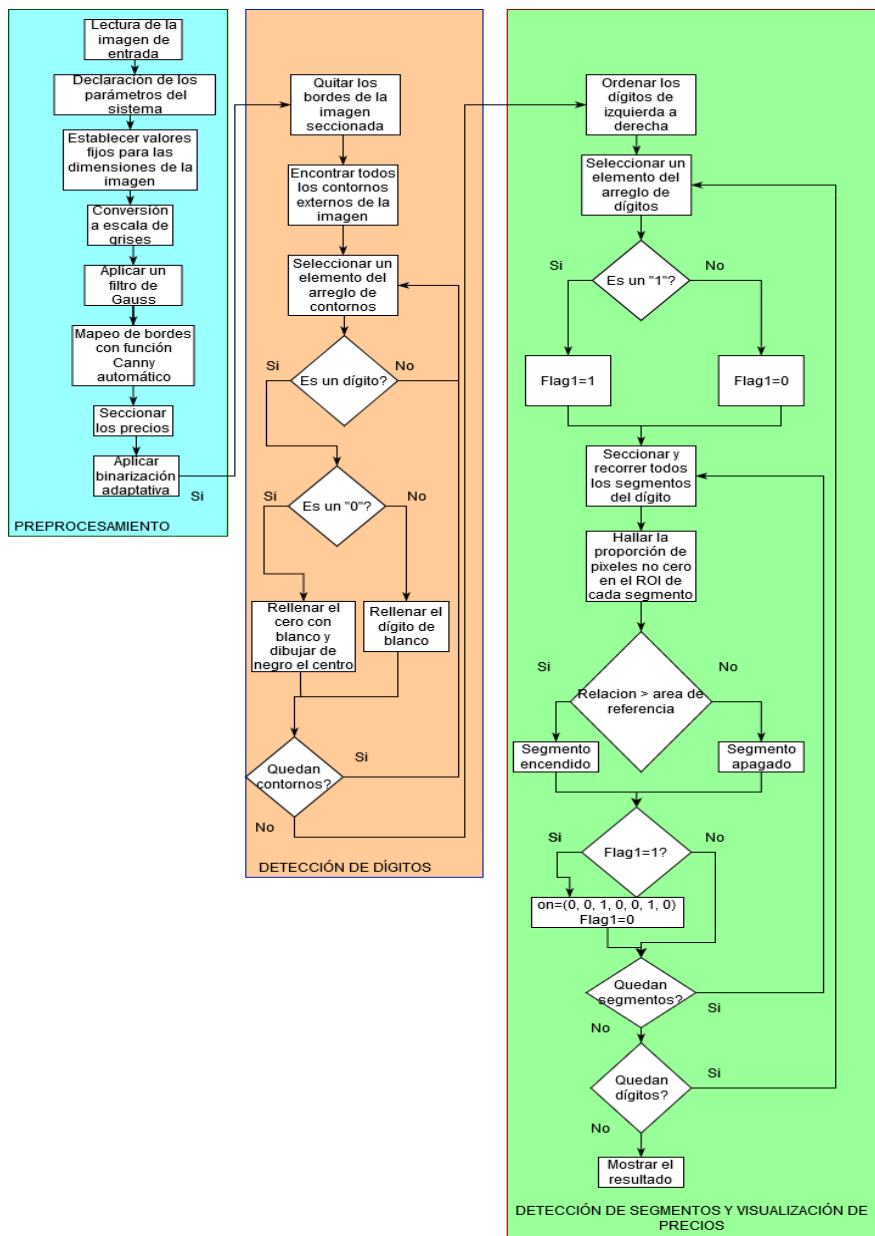 Lectura de la
imagen de
entrada
Declaración de los
parámetros del
sistema
Establecer valores
fijos para las
dimensiones de la
imagen
Conversión
a escala de
grises
Aplicar un
filtro de
Gauss
Mapeo de bordes
con función
Canny
automático
Seccionar
los precios
Aplicar
binarización
adaptativa
Si
PREPROCESAMIENTO
Quitar los
bordes de la
imagen
seccionada
Encontrar todos
los contornos
externos de la
imagen
Seleccionar un
elemento del
arreglo de
contornos
Si
No
Es un dígito?
Si
No
Es un "0"?
Rellenar el
cero con
blanco y
dibujar de
negro el centro
Rellenar el
dígito de
blanco
Si
Quedan
contornos?
No
DETECCIÓN DE DÍGITOS
Ordenar los
dígitos de
izquierda a
derecha
Seleccionar un
elemento del
arreglo de
dígitos
Si
No
Es un "1"?
Flag1=1
Flag1=0
Seccionar y
recorrer todos
los segmentos
del dígito
Hallar la
proporción de
pixeles no cero
en el ROI de
cada segmento
Si
No
Relacion > area de
referencia
Segmento
encendido
Segmento
apagado
Si
No
Flag1=1?
on=(0, 0, 1, 0, 0, 1, 0)
Flag1=0
Quedan
segmentos?
Si
No
Quedan
dígitos?
Si
No
Mostrar el
resultado
DETECCIÓN DE SEGMENTOS Y VISUALIZACIÓN DE
PRECIOS